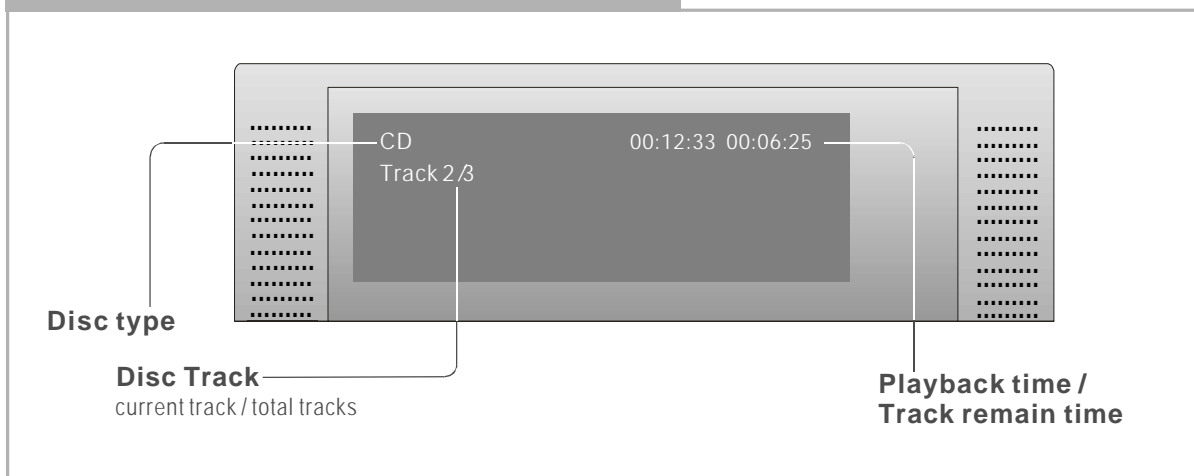 CD 00:12:33 00:06:25
Track 2/3
Disc type
Disc Track
current track / total tracks
Playback time /
Track remain time